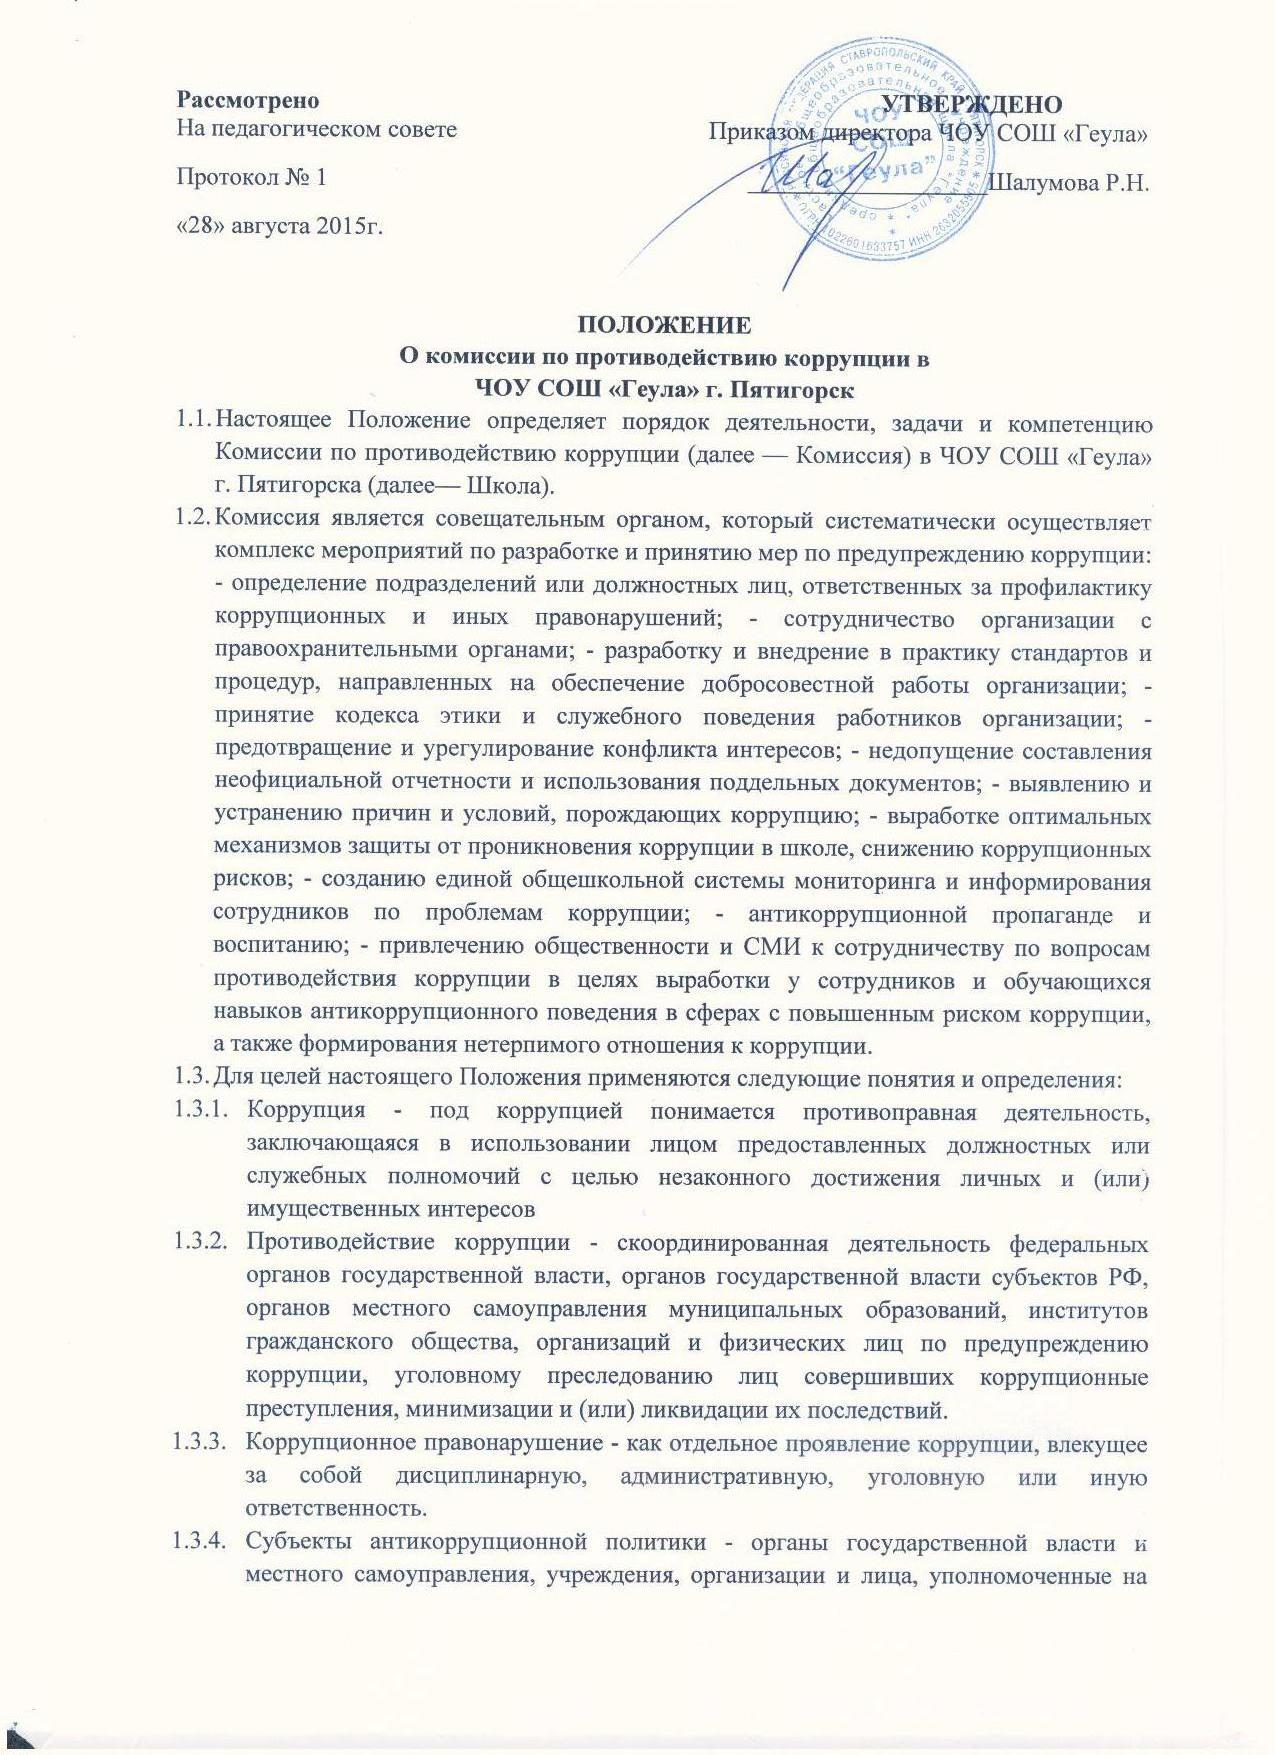 Рассмотрено
УТВЕРЖДЕНО
На педагогическом совете
Приказом директора ЧОУ СОШ «Геула»
Протокол № 1
Шалумова Р.Н.
«28» августа 2015г.
ЧОУ
СОШ
“Геула”
ПОЛОЖЕНИЕ
О комиссии по противодействию коррупции в
ЧОУ СОШ «Геула» г. Пятигорск
1.1. Настоящее Положение определяет порядок деятельности, задачи и компетенцию
Комиссии по противодействию коррупции (далее — Комиссия) в ЧОУ СОШ «Геула»
г. Пятигорска (далее— Школа).
1.2. Комиссия является совещательным органом, который систематически осуществляет
комплекс мероприятий по разработке и принятию мер по предупреждению коррупции:
- определение подразделений или должностных лиц, ответственных за профилактику
коррупционных и иных правонарушений; - сотрудничество организации с
правоохранительными органами; - разработку и внедрение в практику стандартов и
процедур, направленных на обеспечение добросовестной работы организации; -
принятие кодекса этики и служебного поведения работников организации; -
предотвращение и урегулирование конфликта интересов; - недопущение составления
неофициальной отчетности и использования поддельных документов; - выявлению и
устранению причин и условий, порождающих коррупцию; - выработке оптимальных
механизмов защиты от проникновения коррупции в школе, снижению коррупционных
рисков; - созданию единой общешкольной системы мониторинга и информирования
сотрудников по проблемам коррупции; - антикоррупционной пропаганде и
воспитанию; - привлечению общественности и СМИ к сотрудничеству по вопросам
противодействия коррупции в целях выработки у сотрудников и обучающихся
навыков антикоррупционного поведения в сферах с повышенным риском коррупции,
а также формирования нетерпимого отношения к коррупции.
1.3. Для целей настоящего Положения применяются следующие понятия и определения:
1.3.1. Коррупция - под коррупцией понимается противоправная деятельность,
заключающаяся в использовании лицом предоставленных должностных или
служебных полномочий с целью незаконного достижения личных и (или)
имущественных интересов
1.3.2. Противодействие коррупции - скоординированная деятельность федеральных
органов государственной власти, органов государственной власти субъектов РФ,
органов местного самоуправления муниципальных образований, институтов
гражданского общества, организаций и физических лиц по предупреждению
коррупции, уголовному преследованию лиц совершивших коррупционные
преступления, минимизации и (или) ликвидации их последствий.
1.3.3. Коррупционное правонарушение - как отдельное проявление коррупции, влекущее
за собой дисциплинарную, административную, уголовную или иную
ответственность.
1.3.4. Субъекты антикоррупционной политики - органы государственной власти и
местного самоуправления, учреждения, организации и лица, уполномоченные на